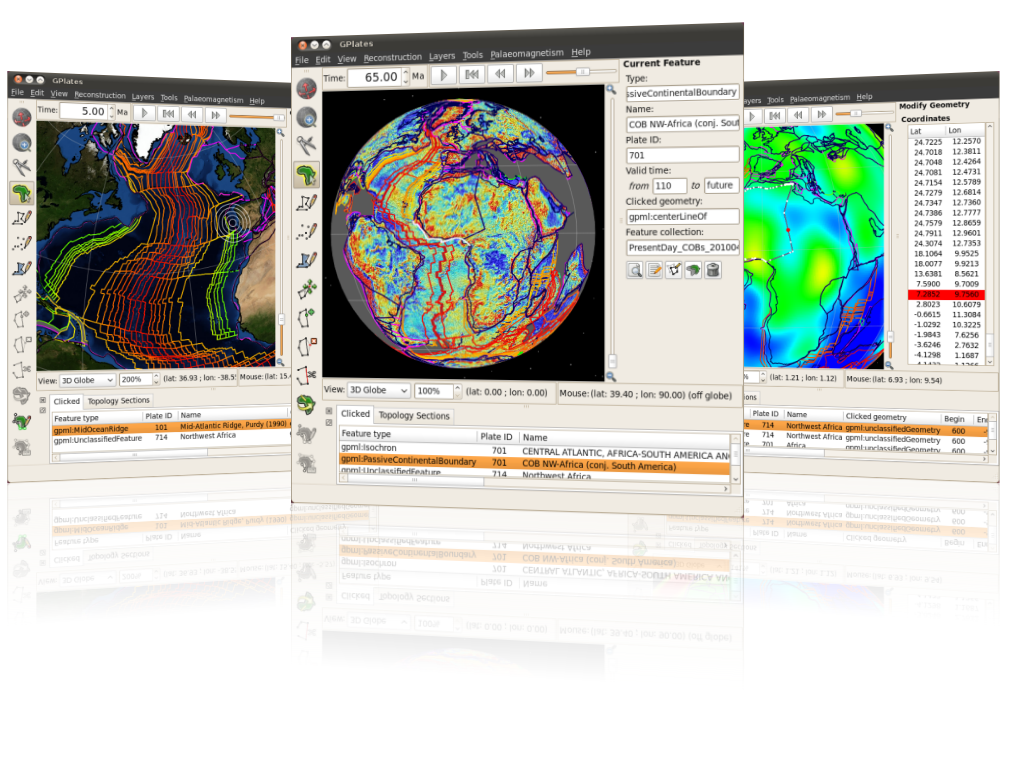 GPlates
File Edit View Reconstruction Layers Tools Palaeomagnetism Help
Time: 5.00 Ma
View: 3D Globe 200% (lat: 36.93 ; lon: -38.5 Mouse: (lat: 15.
Clicked Topology Sections
Feature type Plate ID Name
gpml:MidOceanRidge 101 Mid-Atlantic Ridge, Purdy (1990)
gpml:UnclassifiedFeature 714 Northwest Africa
GPlates
File Edit View Reconstruction Layers Tools Palaeomagnetism Help
Time: 65.00 Ma
Current Feature
Type:
siveContinentalBoundary
Name:
COB NW-Africa (conj. Sout
Plate ID:
701
Valid time:
from 110 to future
Clicked geometry:
gpml:centerLineOf
Feature collection:
PresentDay_COBs_20100
View: 3D Globe 100% (lat: 0.00 ; lon: 0.00) Mouse: (lat: 39.40 ; lon: 90.00) (off globe)
Clicked Topology Sections
Feature type Plate ID Name
gpml:Isochron 701 CENTRAL ATLANTIC, AFRICA-SOUTH AMERICA AN
gpml:PassiveContinentalBoundary 701 COB NW-Africa (conj. South America)
gpml:UnclassifiedFeature 714 Northwest Africa
ayers Tools Palaeomagnetism Help
Modify Geometry
Coordinates
Lat Lon
24.7225 12.2570
24.7018 12.3811
24.7048 12.4264
24.7081 12.4731
24.7154 12.5789
24.7279 12.6814
24.7347 12.7360
24.7386 12.7777
24.7579 12.8659
24.7911 12.9601
24.3074 12.7353
18.1064 9.9525
18.0077 9.9213
13.6381 8.5621
7.5900 9.7009
7.2852 9.7560
2.8023 10.6079
-0.6615 11.3084
-1.0292 10.3225
-1.9843 7.6256
-3.6246 2.7632
-4.1298 1.1687
% (lat: 1.21 ; lon: 1.12) Mouse: (lat: 6.93 ; lon: 9.54)
ons
Plate ID Name Clicked geometry Begin En
re 714 Northwest Africa gpml:unclassifiedGeometry 600
re 714 Northwest Africa gpml:unclassifiedGeometry 600
714 Northwest Africa gpml:unclassifiedGeometry 600